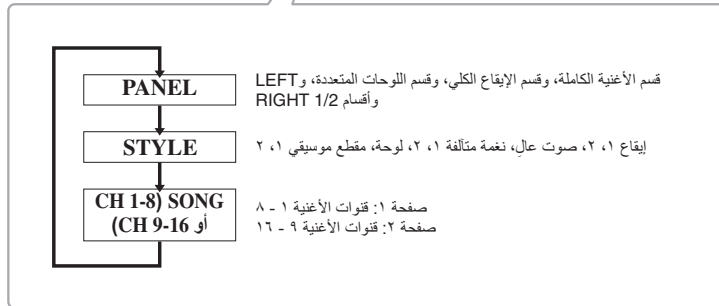 PANEL
قسم الأغنية الكاملة، وقسم الإيقاع الكلي، وقسم اللوحات المتعددة، وLEFT
وأقسام RIGHT 1/2
STYLE
إيقاع ١، ٢، صوت عالٍ، نغمة متآلفة ١، ٢، لوحة، مقطع موسيقي ١، ٢
CH 1-8) SONG
أو CH 9-16)
صفحة ١: قنوات الأغنية ١ - ٨
صفحة ٢: قنوات الأغنية ٩ - ١٦